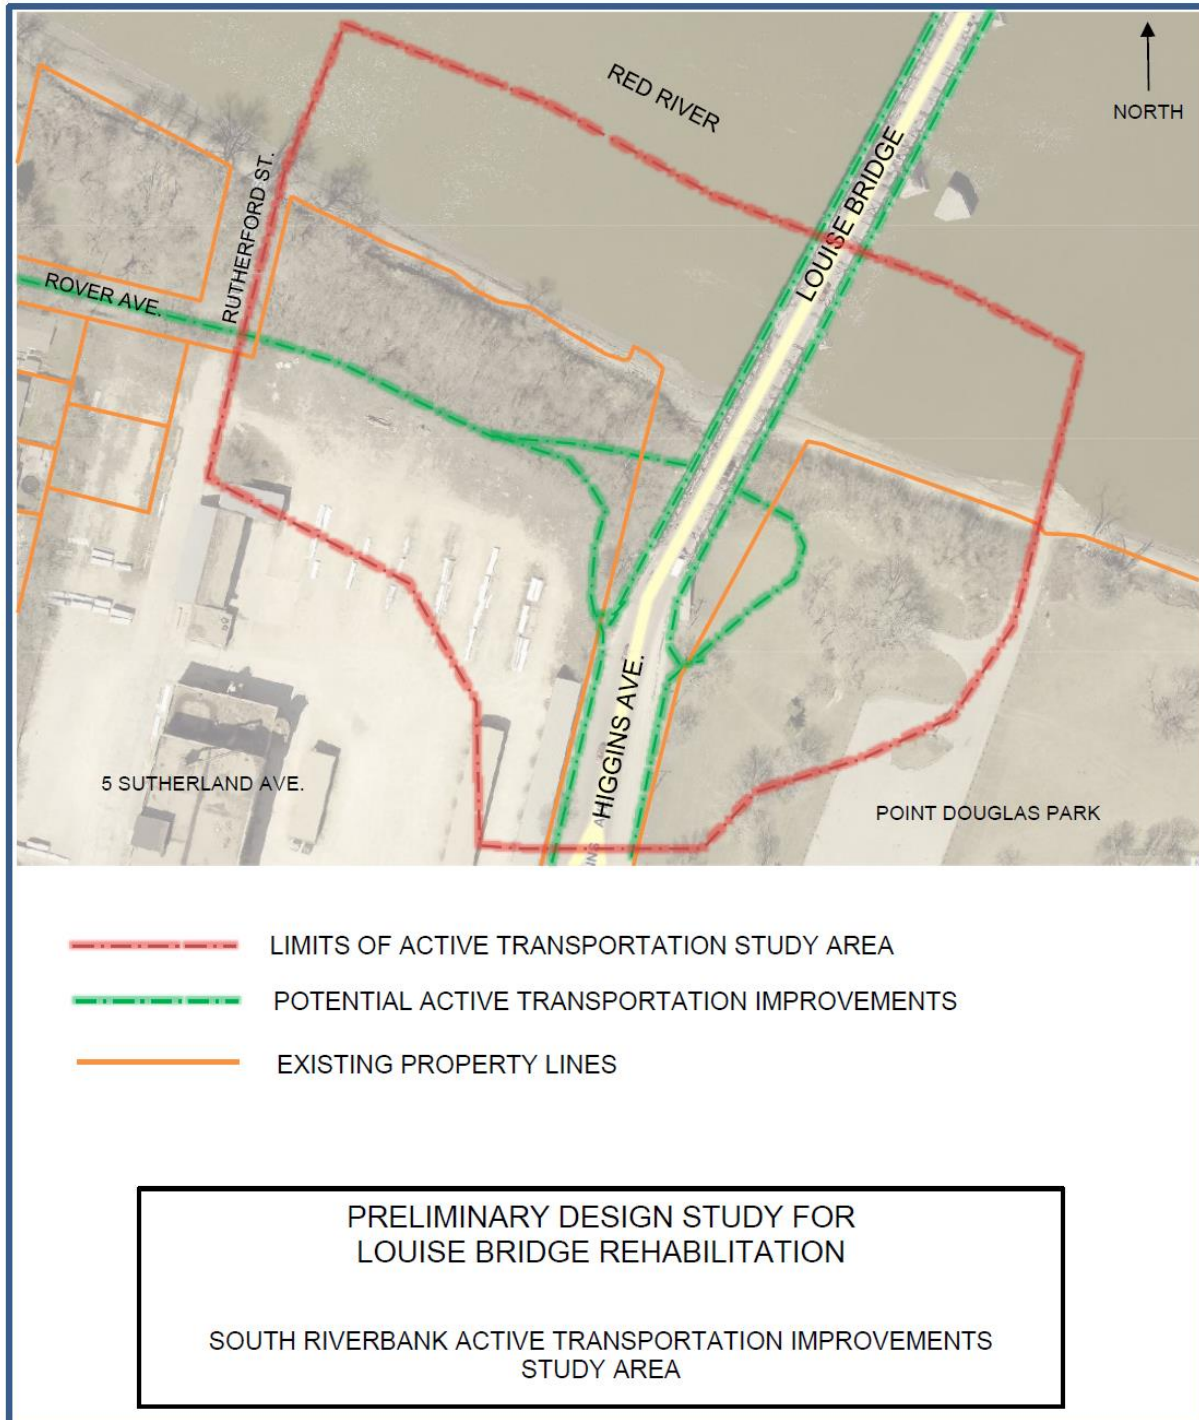 RED RIVER
NORTH
LOUISE BRIDGE
RUTHERFORD ST.
ROVER AVE.
HIGGINS AVE.
5 SUTHERLAND AVE.
POINT DOUGLAS PARK
LIMITS OF ACTIVE TRANSPORTATION STUDY AREA
POTENTIAL ACTIVE TRANSPORTATION IMPROVEMENTS
EXISTING PROPERTY LINES
PRELIMINARY DESIGN STUDY FOR
LOUISE BRIDGE REHABILITATION
SOUTH RIVERBANK ACTIVE TRANSPORTATION IMPROVEMENTS
STUDY AREA